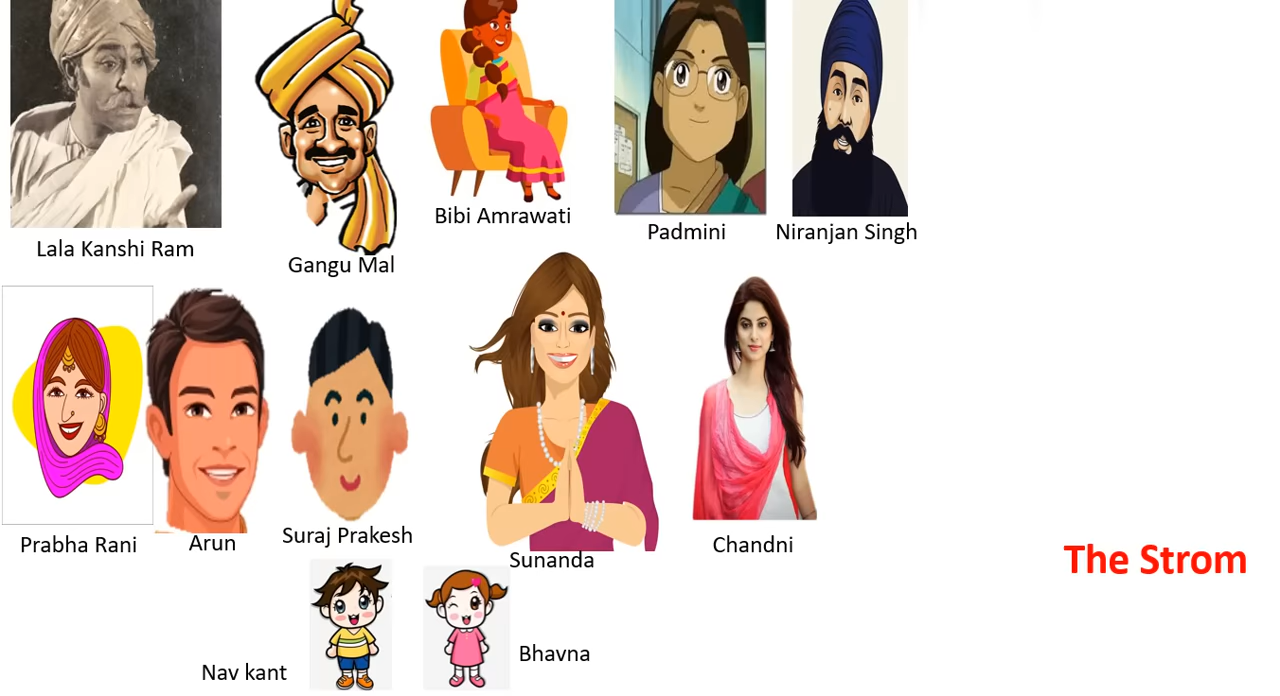 Lala Kanshi Ram
Gangu Mal
Bibi Amrawati
Padmini
Niranjan Singh
Prabha Rani
Arun
Suraj Prakesh
Sunanda
Chandni
The Strom
Nav kant
Bhavna